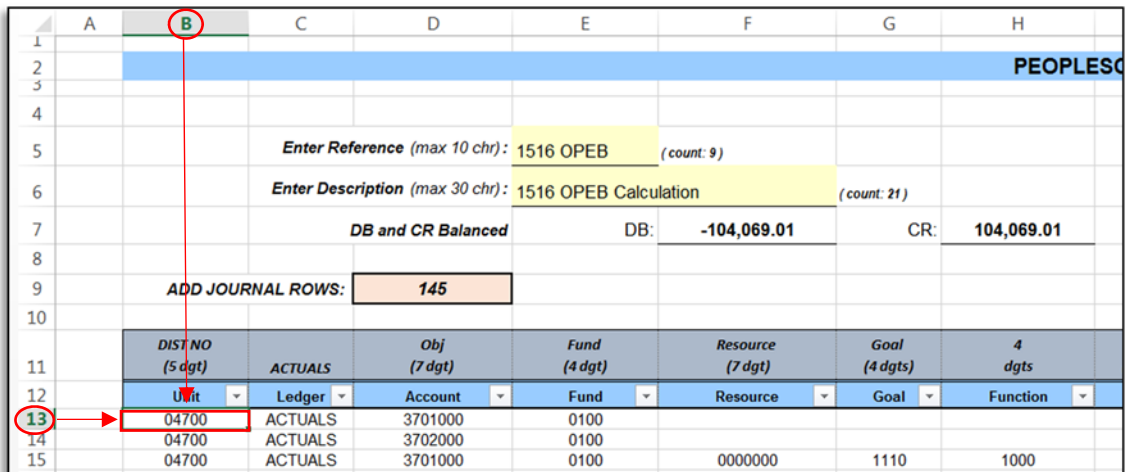 A B C D E F G H
1
2 PEOPLESO
3
4
5 Enter Reference (max 10 chr) : 1516 OPEB ( count: 9 )
6 Enter Description (max 30 chr) : 1516 OPEB Calculation ( count: 21 )
7 DB and CR Balanced DB: -104,069.01 CR: 104,069.01
8
9 ADD JOURNAL ROWS: 145
10
DIST NO Obj Fund Resource Goal 4
11 (5 dgt) ACTUALS (7 dgt) (4 dgt) (7 dgt) (4 dgts) dgts
12 Unit Ledger Account Fund Resource Goal Function
13 04700 ACTUALS 3701000 0100
14 04700 ACTUALS 3702000 0100
15 04700 ACTUALS 3701000 0100 0000000 1110 1000